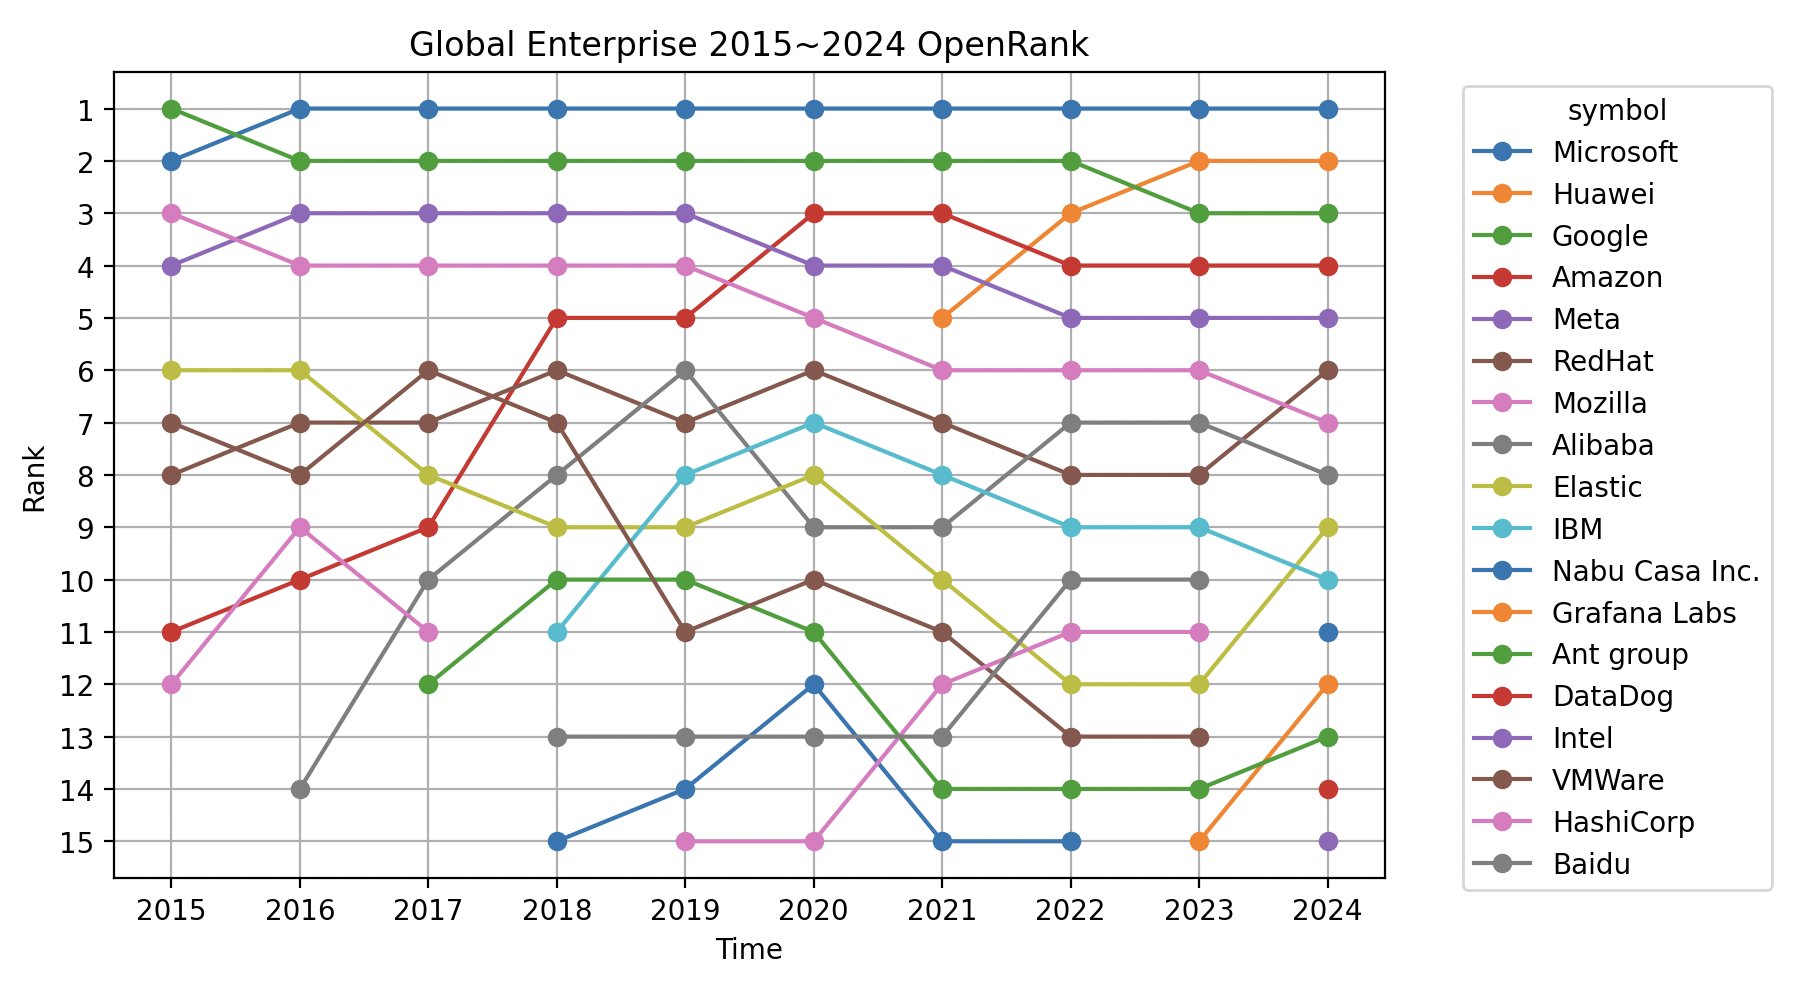 Global Enterprise 2015~2024 OpenRank
Rank
1
2
3
4
5
6
7
8
9
10
11
12
13
14
15
2015 2016 2017 2018 2019 2020 2021 2022 2023 2024
Time
symbol
Microsoft
Huawei
Google
Amazon
Meta
RedHat
Mozilla
Alibaba
Elastic
IBM
Nabu Casa Inc.
Grafana Labs
Ant group
DataDog
Intel
VMWare
HashiCorp
Baidu